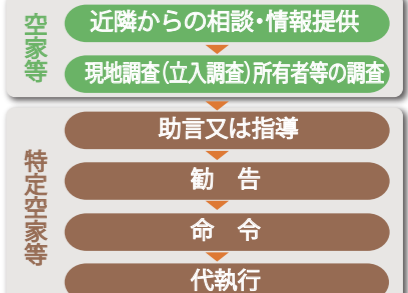 空家等
近隣からの相談・情報提供
現地調査（立入調査）所有者等の調査
特定空家等
助言又は指導
勧　告
命　令
代執行